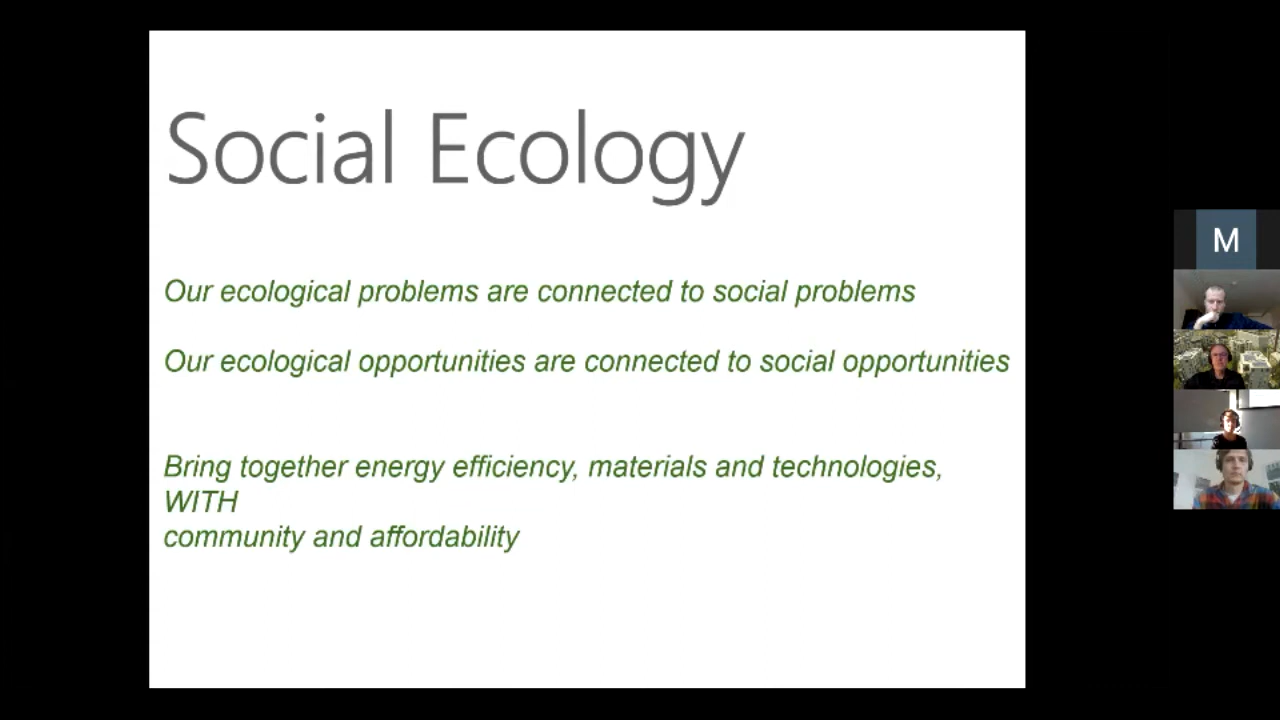 Social Ecology
Our ecological problems are connected to social problems
Our ecological opportunities are connected to social opportunities
Bring together energy efficiency, materials and technologies,
WITH
community and affordability
M